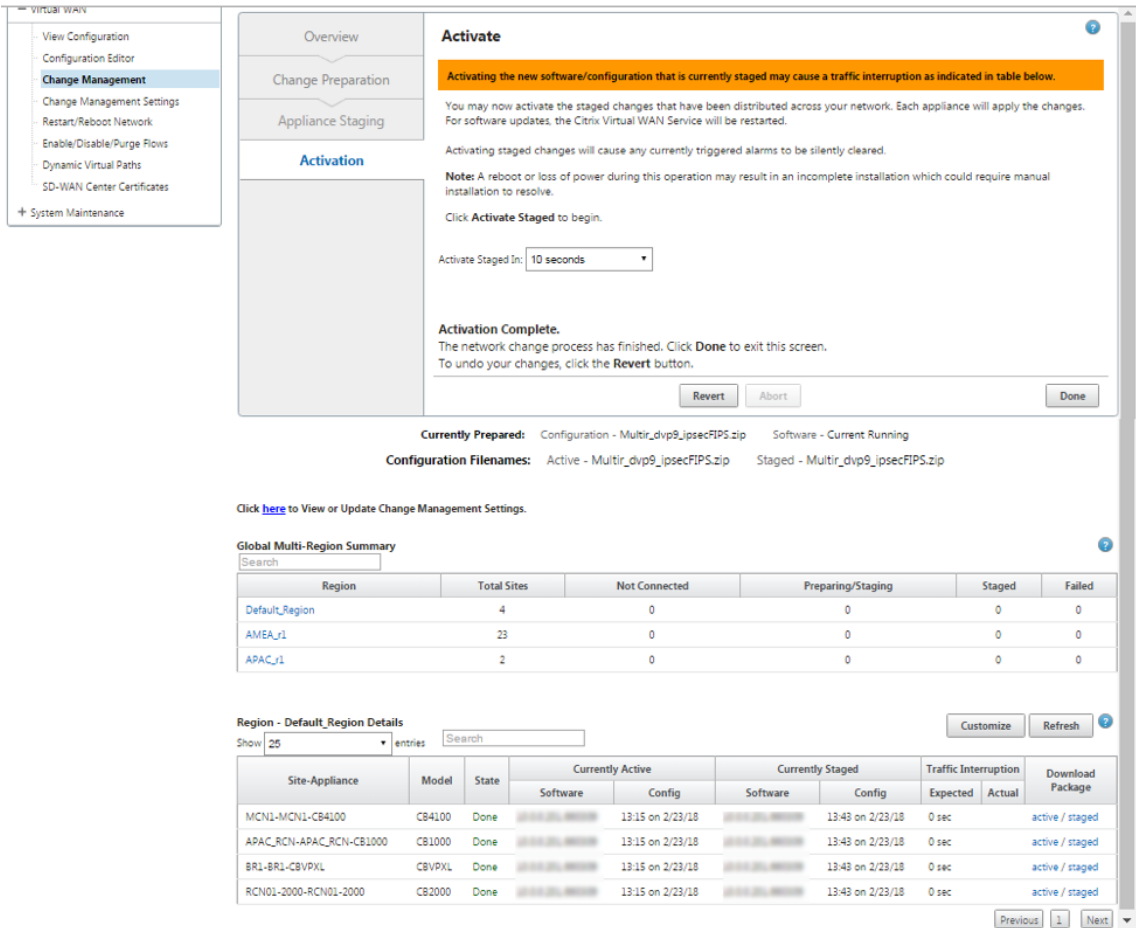 Virtual WAN
View Configuration
Configuration Editor
Change Management
Change Management Settings
Restart/Reboot Network
Enable/Disable/Purge Flows
Dynamic Virtual Paths
SD-WAN Center Certificates
+ System Maintenance
Overview
Change Preparation
Appliance Staging
Activation
Activate
Activating the new software/configuration that is currently staged may cause a traffic interruption as indicated in table below.
You may now activate the staged changes that have been distributed across your network. Each appliance will apply the changes.
For software updates, the Citrix Virtual WAN Service will be restarted.
Activating staged changes will cause any currently triggered alarms to be silently cleared.
Note: A reboot or loss of power during this operation may result in an incomplete installation which could require manual
installation to resolve.
Click Activate Staged to begin.
Activate Staged In: 10 seconds
Activation Complete.
The network change process has finished. Click Done to exit this screen.
To undo your changes, click the Revert button.
Revert Abort Done
Currently Prepared: Configuration - Multir_dvp9_ipsecFIPS.zip Software - Current Running
Configuration Filenames: Active - Multir_dvp9_ipsecFIPS.zip Staged - Multir_dvp9_ipsecFIPS.zip
Click here to View or Update Change Management Settings.
Global Multi-Region Summary
Search
Region Total Sites Not Connected Preparing/Staging Staged Failed
Default_Region 4 0 0 0 0
AMEA_r1 23 0 0 0 0
APAC_r1 2 0 0 0 0
Region - Default_Region Details
Customize Refresh
Show 25 entries Search
Site-Appliance Model State Currently Active Currently Staged Traffic Interruption Download Package
Software Config Software Config Expected Actual
MCN1-MCN1-CB4100 CB4100 Done 13:15 on 2/23/18 13:43 on 2/23/18 0 sec active / staged
APAC_RCN-APAC_RCN-CB1000 CB1000 Done 13:15 on 2/23/18 13:43 on 2/23/18 0 sec active / staged
BR1-BR1-CBVPXL CBVPXL Done 13:15 on 2/23/18 13:43 on 2/23/18 0 sec active / staged
RCN01-2000-RCN01-2000 CB2000 Done 13:15 on 2/23/18 13:43 on 2/23/18 0 sec active / staged
Previous 1 Next